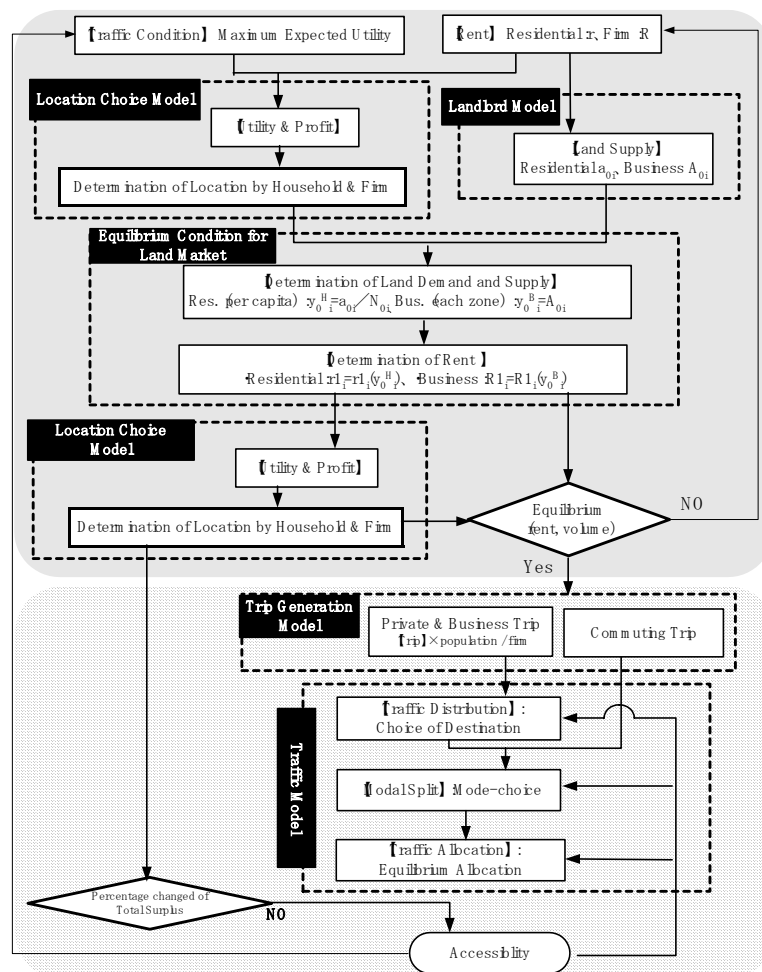 【Traffic Condition】 Maximum Expected Utility
【Rent】 Residential:r、Firm :R
Location Choice Model
【Utility & Profit】
Determination of Location by Household & Firm
Landlord Model
【Land Supply】
Residential a₀ᵢ、Business A₀ᵢ
Equilibrium Condition for
Land Market
【Determination of Land Demand and Supply】
Res. (per capita) :y₀ᴴᵢ=a₀ᵢ／N₀ᵢ, Bus. (each zone) :y₀ᴮᵢ=A₀ᵢ
【Determination of Rent】
・Residential:r1ᵢ=r1ᵢ(y₀ᴴᵢ)、・Business :R1ᵢ=R1ᵢ(y₀ᴮᵢ)
Location Choice
Model
【Utility & Profit】
Determination of Location by Household & Firm
Equilibrium
(rent, volume)
NO
Yes
Trip Generation
Model
Private & Business Trip
【trip】×population/firm
Commuting Trip
Traffic Model
【Traffic Distribution】:
Choice of Destination
【Modal Split】:Mode-choice
【Traffic Allocation】:
Equilibrium Allocation
Percentage changed of
Total Surplus
NO
Accessiblity